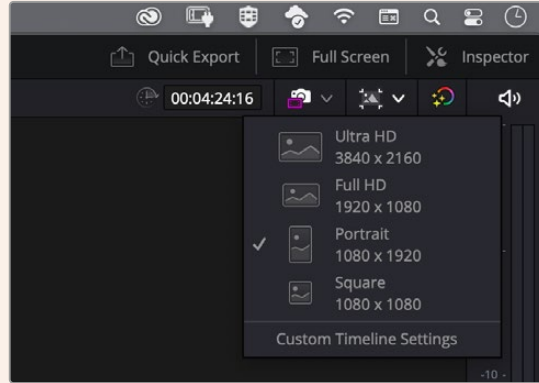 Quick Export
Full Screen
Inspector
00:04:24:16
Ultra HD
3840 x 2160
Full HD
1920 x 1080
Portrait
1080 x 1920
Square
1080 x 1080
Custom Timeline Settings
-10 -